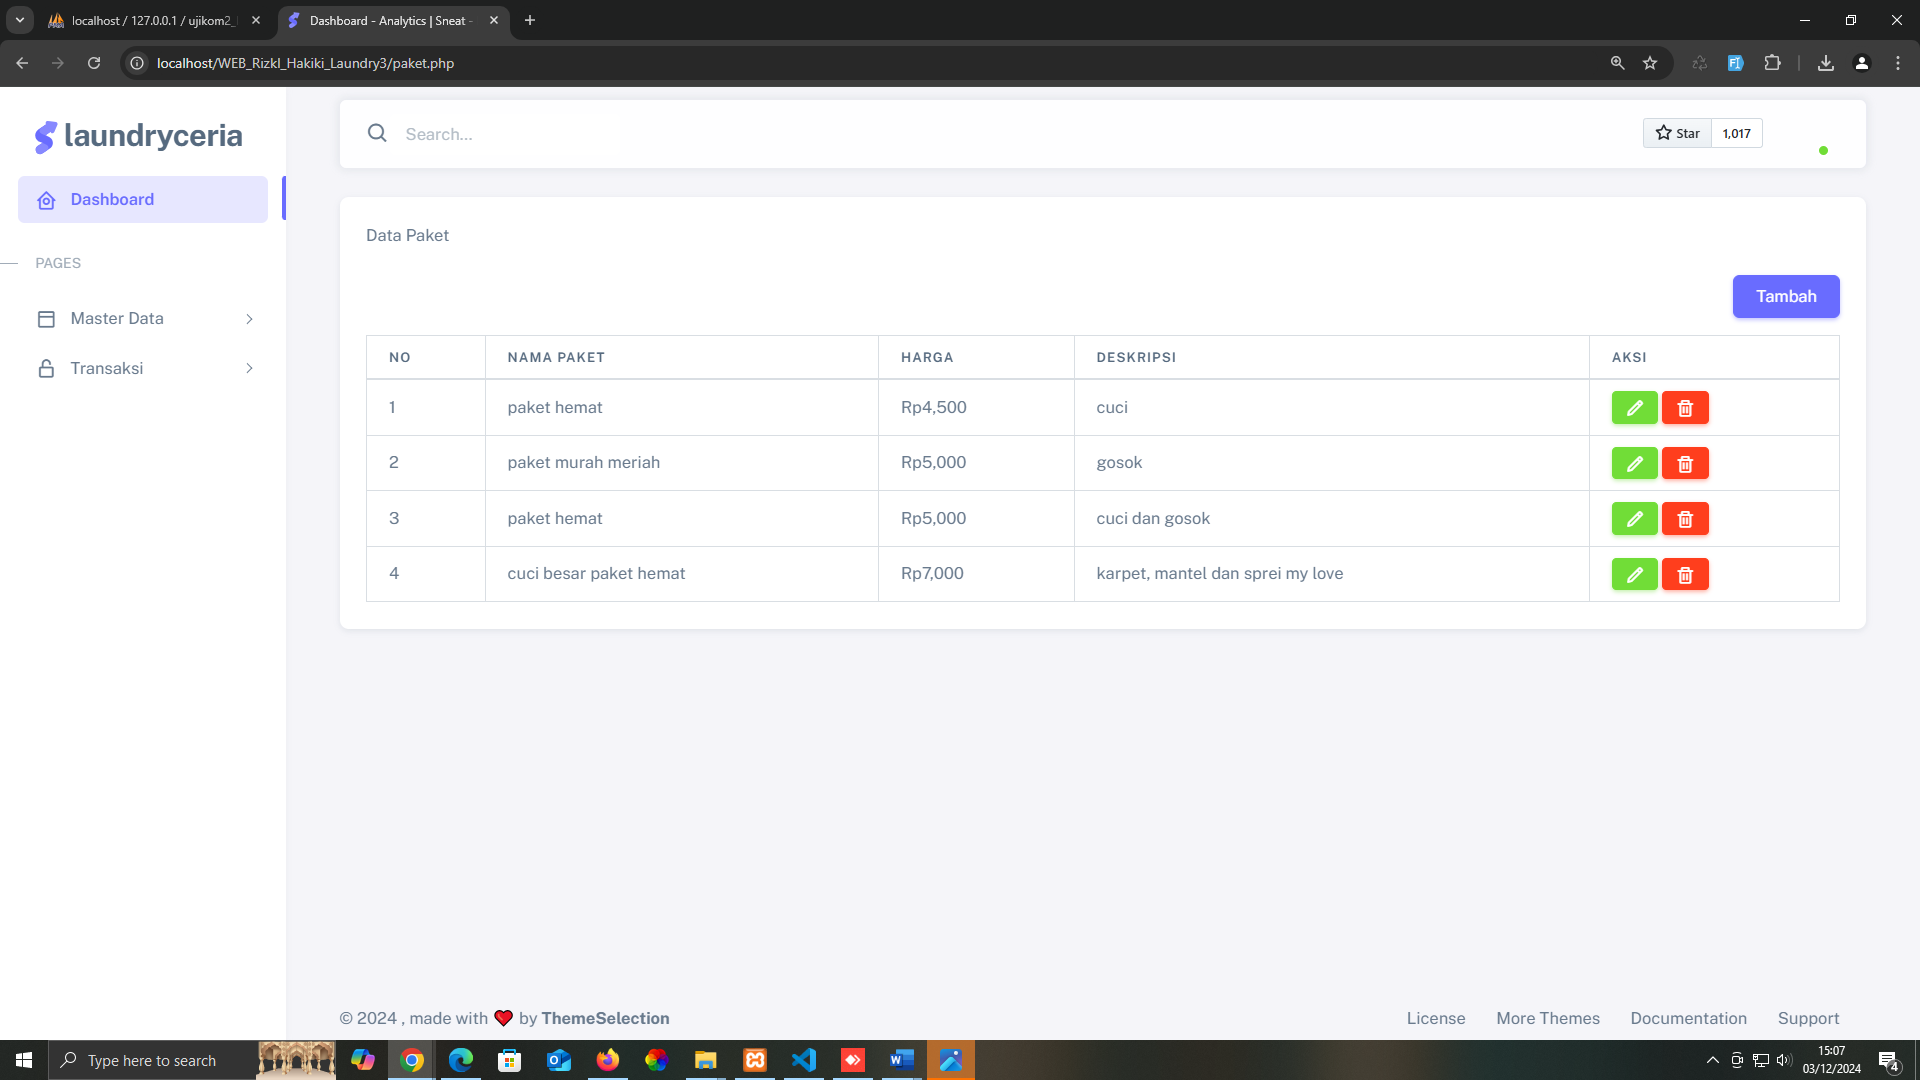 localhost / 127.0.0.1 / ujikom2_
Dashboard - Analytics | Sneat -
localhost/WEB_RizkI_Hakiki_Laundry3/paket.php
laundryceria
Search...
Star 1,017
Dashboard
PAGES
Master Data
Transaksi
Data Paket
Tambah
NO NAMA PAKET HARGA DESKRIPSI AKSI
1 paket hemat Rp4,500 cuci
2 paket murah meriah Rp5,000 gosok
3 paket hemat Rp5,000 cuci dan gosok
4 cuci besar paket hemat Rp7,000 karpet, mantel dan sprei my love
© 2024 , made with ❤️ by ThemeSelection
License More Themes Documentation Support
Type here to search
15:07
03/12/2024
4